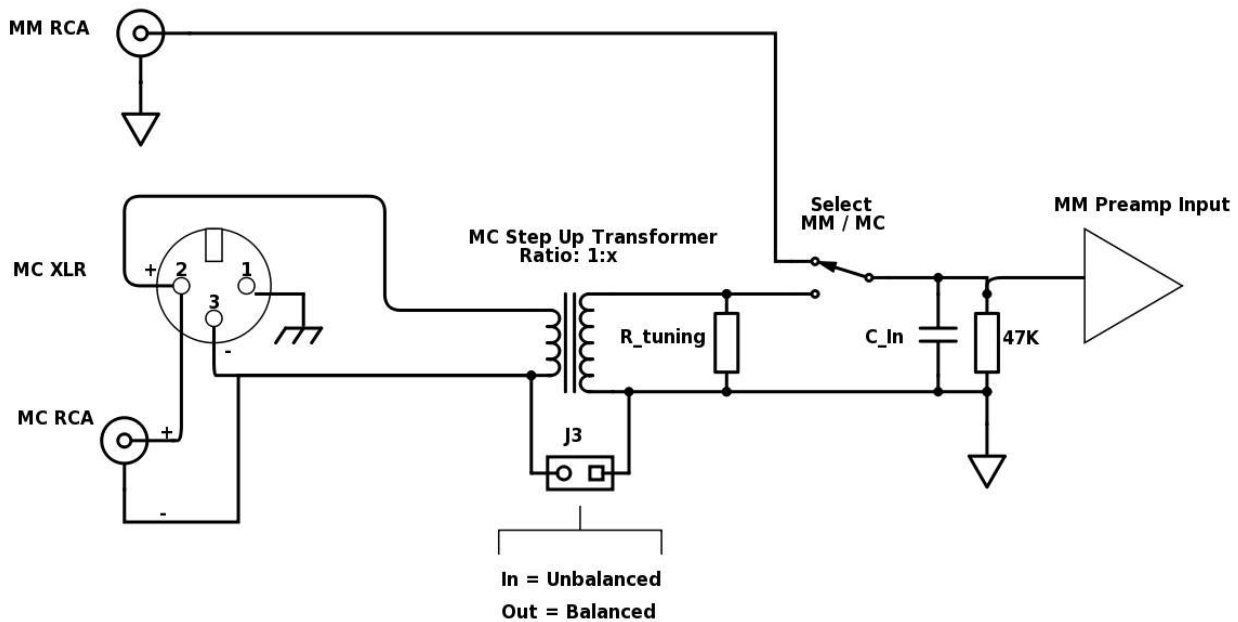 MM RCA
Select
MM / MC
MM Preamp Input
MC Step Up Transformer
Ratio: 1:x
MC XLR
+
2
1
3
-
R_tuning
C_In
47K
MC RCA
+
-
J3
In = Unbalanced
Out = Balanced